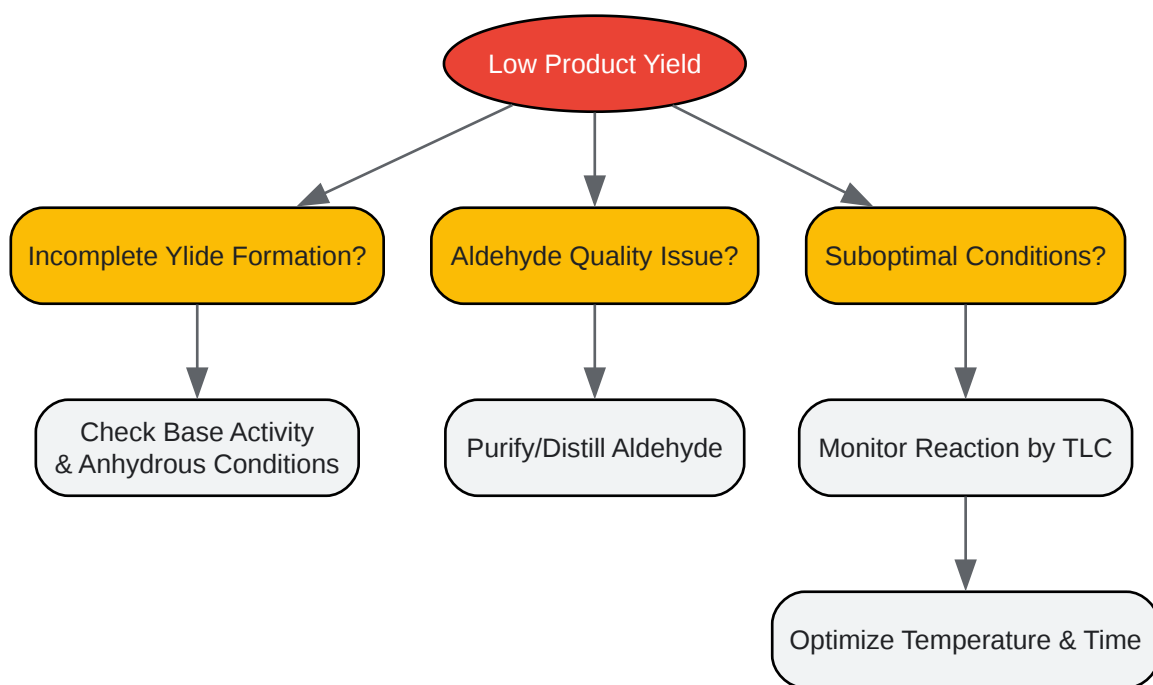 Low Product Yield
Incomplete Ylide Formation?
Aldehyde Quality Issue?
Suboptimal Conditions?
Check Base Activity
& Anhydrous Conditions
Purify/Distill Aldehyde
Monitor Reaction by TLC
Optimize Temperature & Time